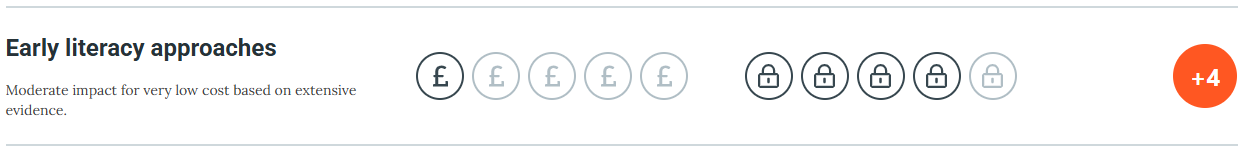 Early literacy approaches
Moderate impact for very low cost based on extensive
evidence.
£ £ £ £ £
+4